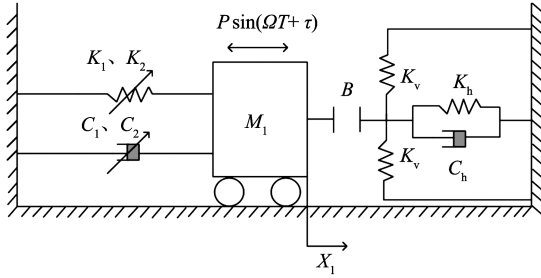 P sin(ΩT + τ)
K₁、K₂
C₁、C₂
M₁
B
Kᵥ
Kₕ
Kᵥ
Cₕ
X₁